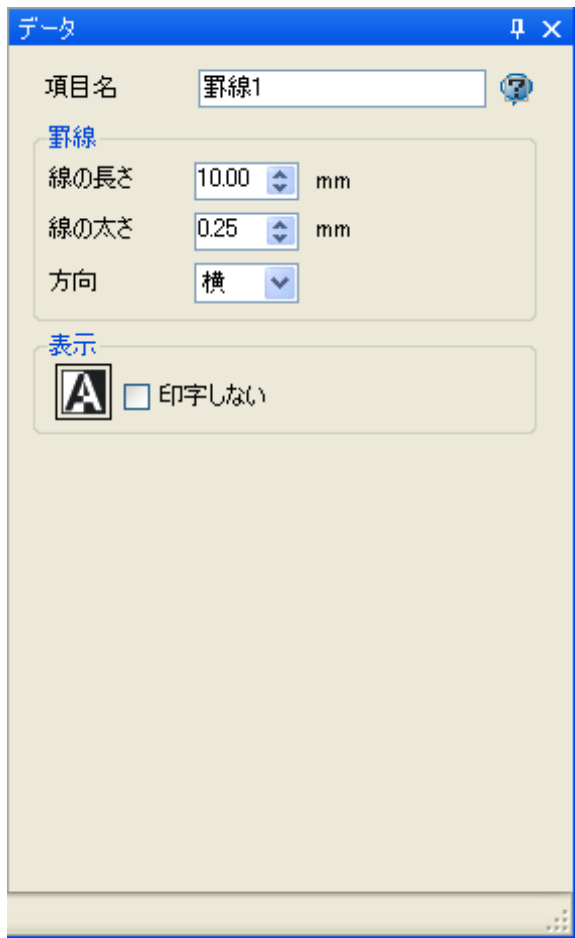 データ
項目名 罫線1
罫線
線の長さ 10.00 mm
線の太さ 0.25 mm
方向 横
表示
A 印字しない